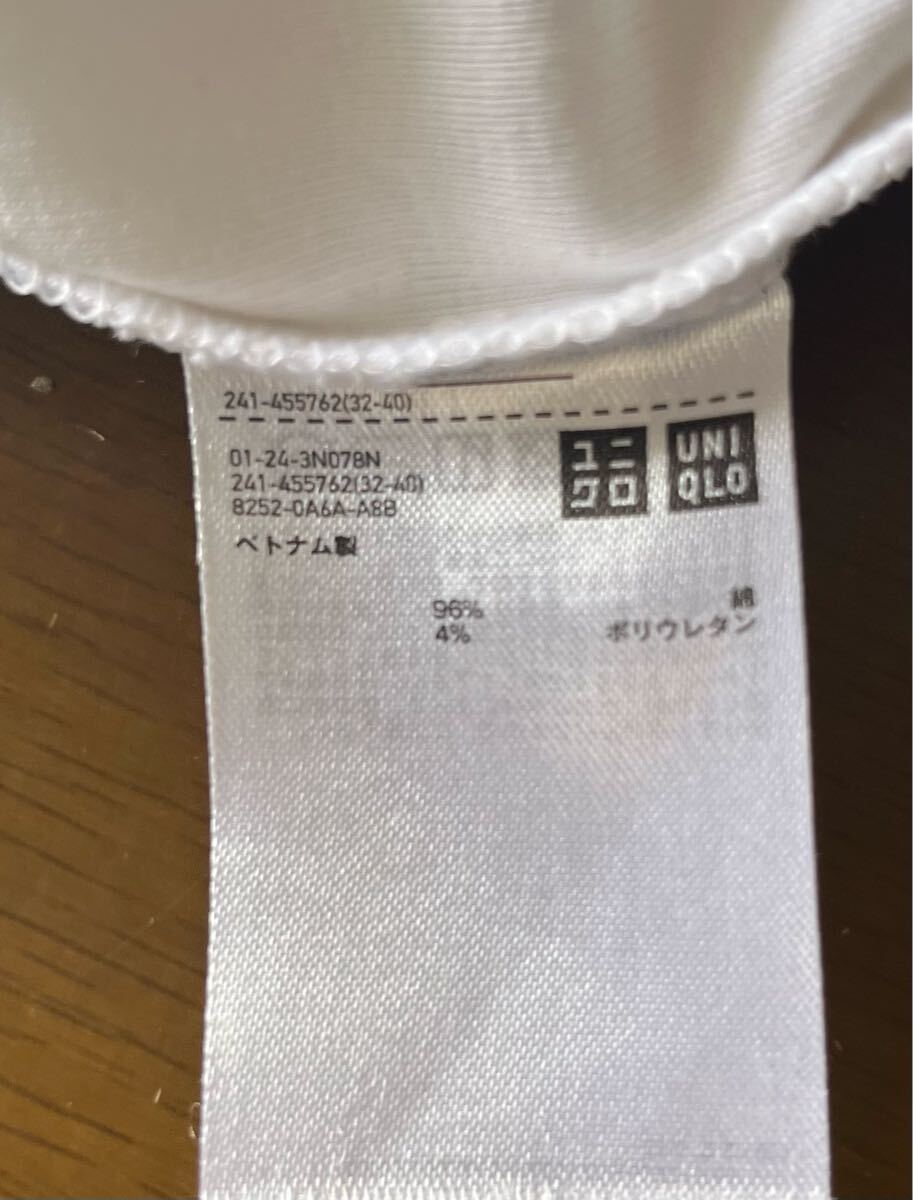 241-455762(32-40)
01-24-3N078N
241-455762(32-40)
8252-0A6A-A8B
ベトナム製
ユニクロ
UNIQLO
96% 綿
4% ポリウレタン